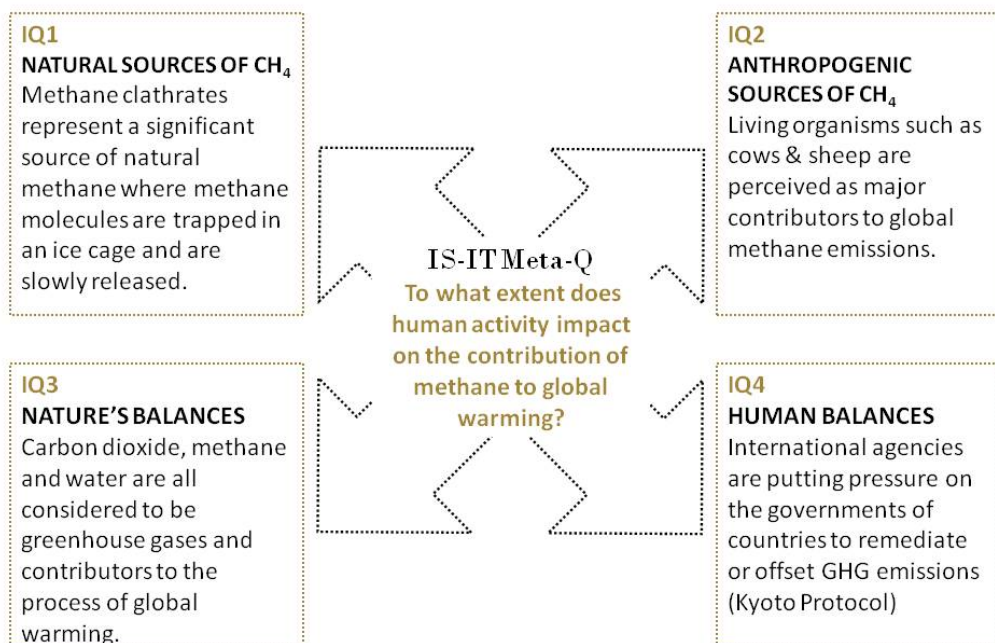 IQ1
NATURAL SOURCES OF CH₄
Methane clathrates
represent a significant
source of natural
methane where methane
molecules are trapped in
an ice cage and are
slowly released.
IQ2
ANTHROPOGENIC
SOURCES OF CH₄
Living organisms such as
cows & sheep are
perceived as major
contributors to global
methane emissions.
IS-IT Meta-Q
To what extent does
human activity impact
on the contribution of
methane to global
warming?
IQ3
NATURE'S BALANCES
Carbon dioxide, methane
and water are all
considered to be
greenhouse gases and
contributors to the
process of global
warming.
IQ4
HUMAN BALANCES
International agencies
are putting pressure on
the governments of
countries to remediate
or offset GHG emissions
(Kyoto Protocol)